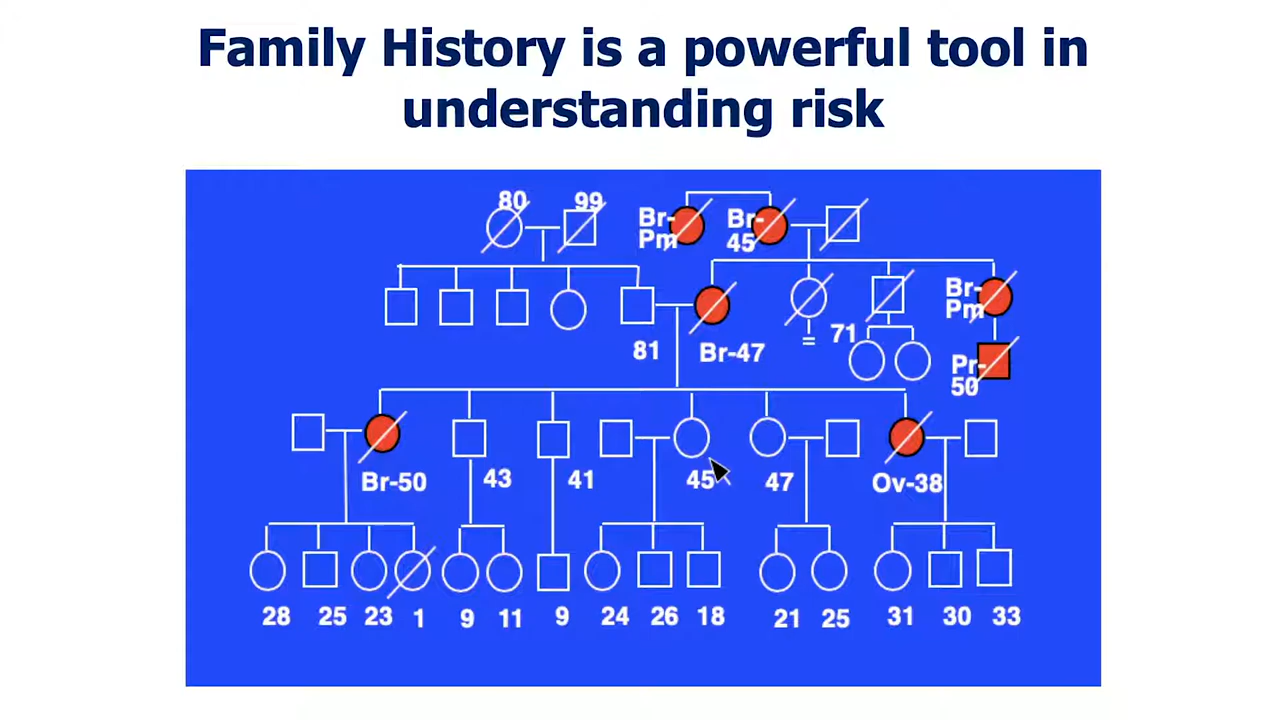 Family History is a powerful tool in
understanding risk
80 99 Br- Br-
Pm 45
Br-
Pm
= 71
81 Br-47
Pr-
50
Br-50 43 41 45 47 Ov-38
28 25 23 1 9 11 9 24 26 18 21 25 31 30 33